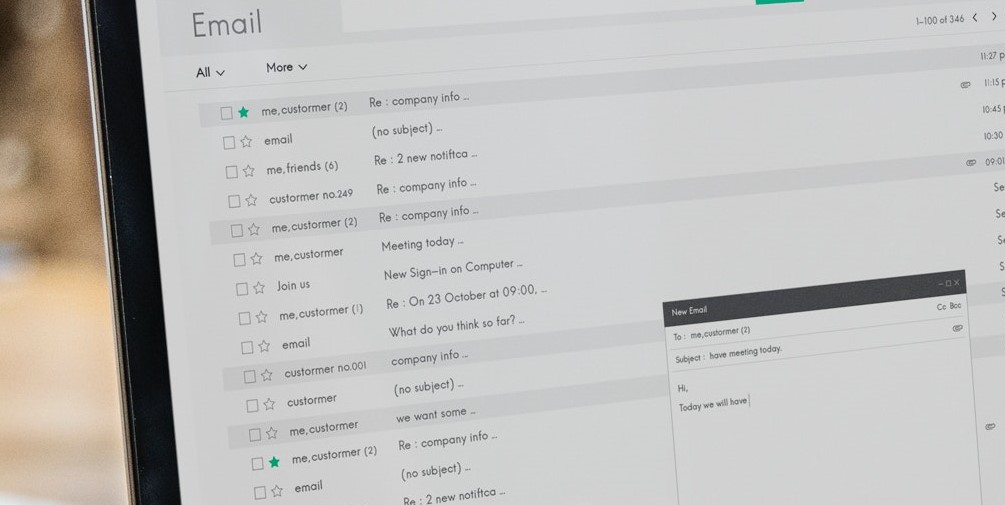 Email
1–100 of 346
All More
me,custormer (2) Re : company info ... 11:27 p
email (no subject) ... 11:15 p
me,friends (6) Re : 2 new notiftca ... 10:45 p
custormer no.249 Re : company info ... 10:30
me,custormer (2) Re : company info ... 09:01
me,custormer Meeting today ... Se
Join us New Sign-in on Computer ... Se
me,custormer (1) Re : On 23 October at 09:00, ... Se
email What do you think so far? ... S
custormer no.001 company info ... S
custormer (no subject) ...
me,custormer we want some ...
me,custormer (2) Re : company info ...
email (no subject) ...
Re : 2 new notiftca ...
New Email
To : me,custormer (2) Cc Bcc
Subject : have meeting today.
Hi,
Today we will have